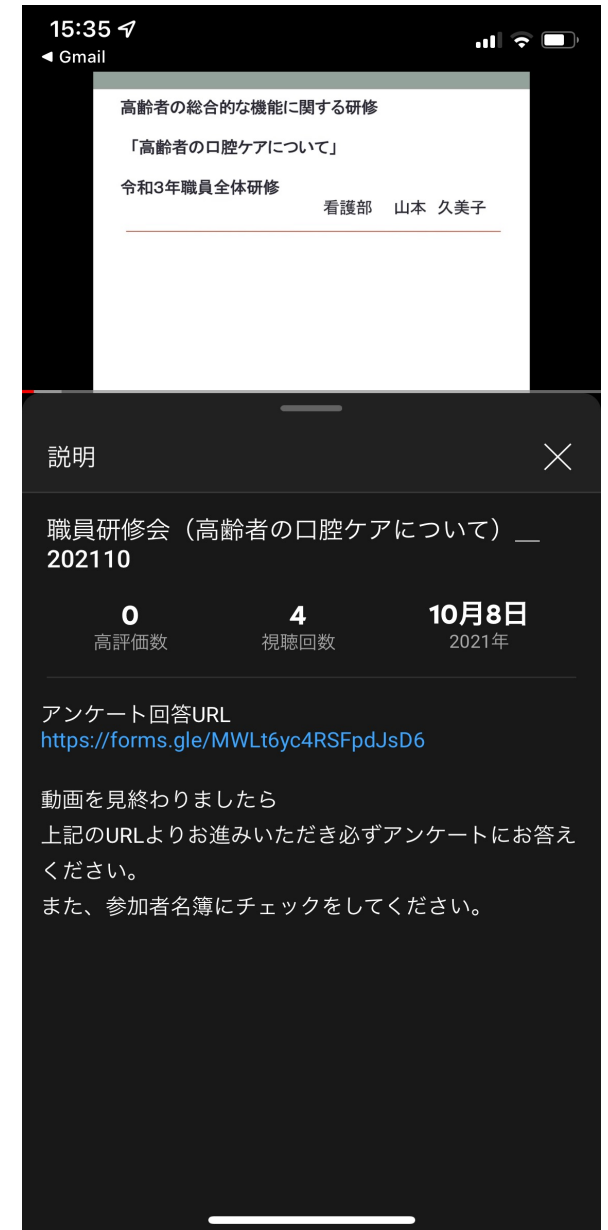 15:35
◀ Gmail
高齢者の総合的な機能に関する研修
「高齢者の口腔ケアについて」
令和3年職員全体研修
看護部 山本 久美子
説明
職員研修会（高齢者の口腔ケアについて）__
202110
0 4 10月8日
高評価数 視聴回数 2021年
アンケート回答URL
https://forms.gle/MWLt6yc4RSFpdJsD6
動画を見終わりましたら
上記のURLよりお進みいただき必ずアンケートにお答え
ください。
また、参加者名簿にチェックをしてください。